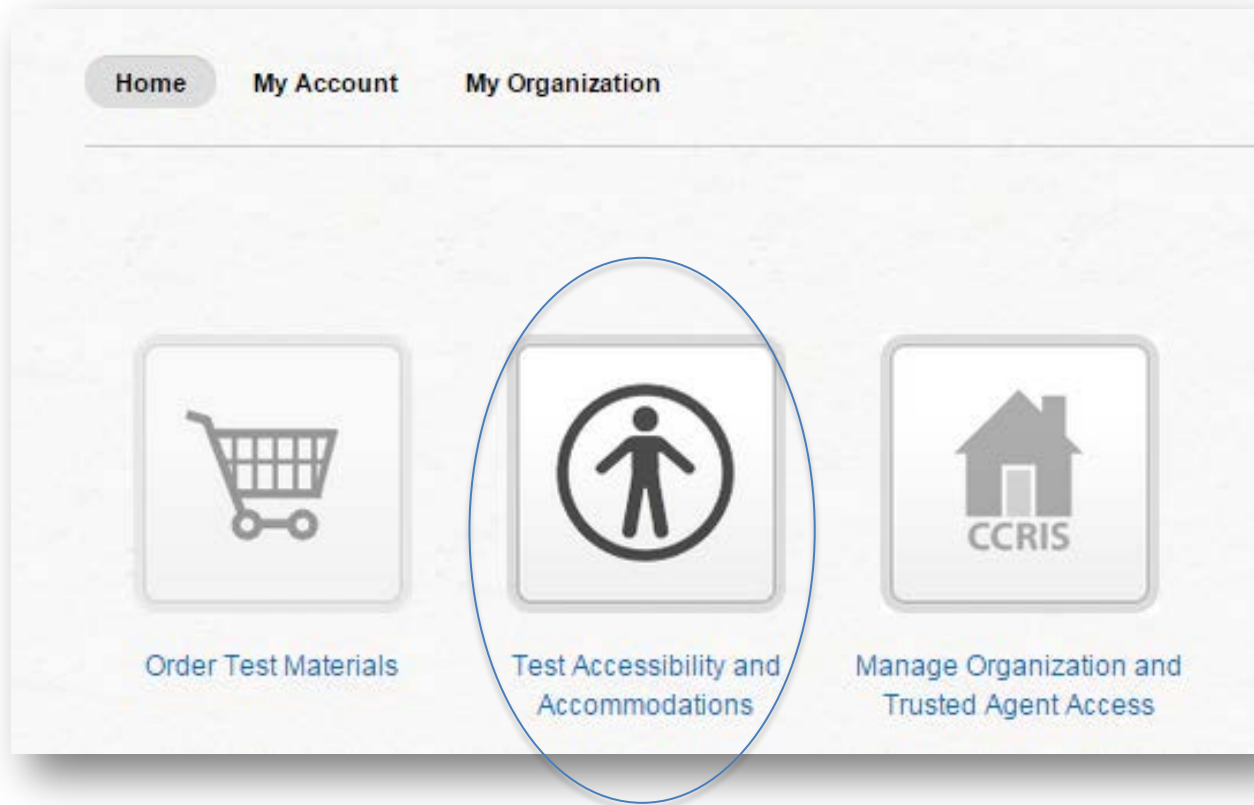 Home My Account My Organization
CCRIS
Order Test Materials Test Accessibility and Manage Organization and
Accommodations Trusted Agent Access